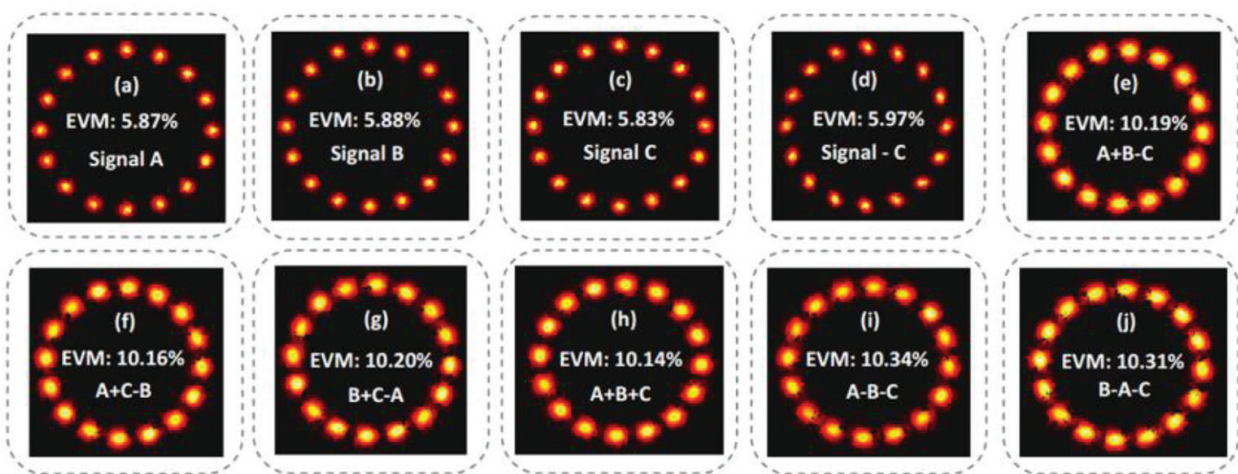 (a)
EVM: 5.87%
Signal A
(b)
EVM: 5.88%
Signal B
(c)
EVM: 5.83%
Signal C
(d)
EVM: 5.97%
Signal - C
(e)
EVM: 10.19%
A+B-C
(f)
EVM: 10.16%
A+C-B
(g)
EVM: 10.20%
B+C-A
(h)
EVM: 10.14%
A+B+C
(i)
EVM: 10.34%
A-B-C
(j)
EVM: 10.31%
B-A-C